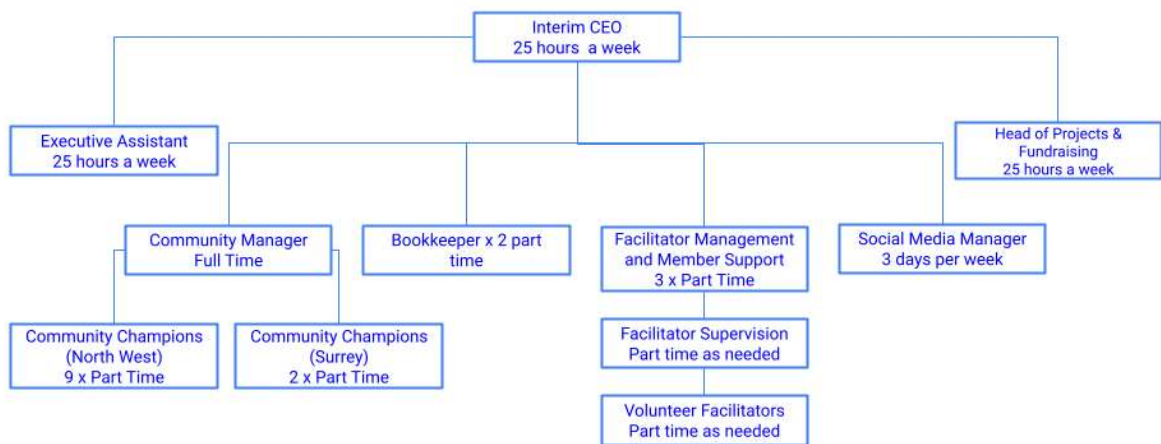 Interim CEO
25 hours a week
Executive Assistant
25 hours a week
Head of Projects &
Fundraising
25 hours a week
Community Manager
Full Time
Bookkeeper x 2 part
time
Facilitator Management
and Member Support
3 x Part Time
Social Media Manager
3 days per week
Community Champions
(North West)
9 x Part Time
Community Champions
(Surrey)
2 x Part Time
Facilitator Supervision
Part time as needed
Volunteer Facilitators
Part time as needed